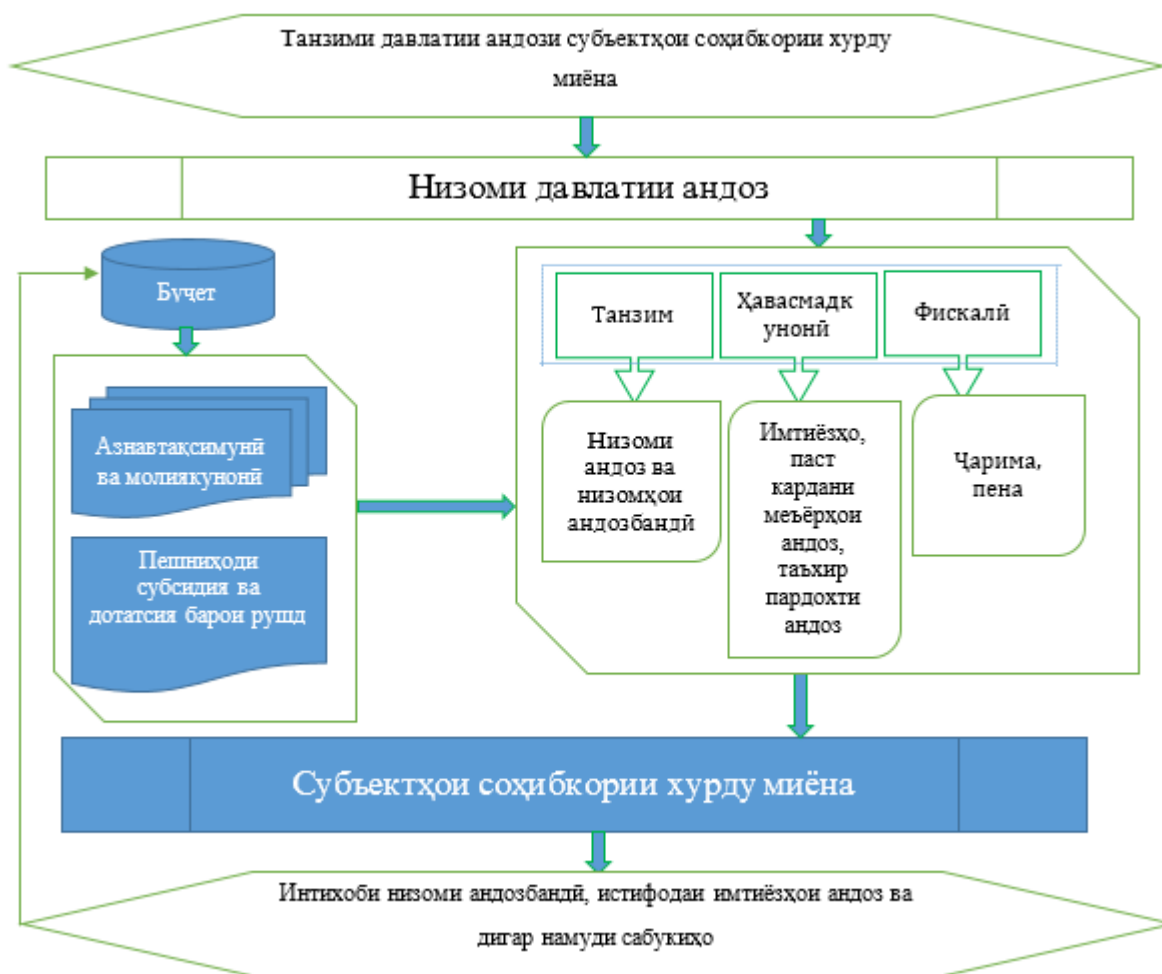 Танзими давлатии андози субъектҳои соҳибкории хурду
миёна
Низоми давлатии андоз
Буҷет
Азнавтақсимунӣ
ва молиякунонӣ
Пешниҳоди
субсидия ва
дотатсия барои рушд
Танзим
Ҳавасмадк
унонӣ
Фискалӣ
Низоми
андоз ва
низомҳои
андозбандӣ
Имтиёзҳо,
паст
кардани
меъёрҳои
андоз,
таъхир
пардохти
андоз
Ҷарима,
пена
Субъектҳои соҳибкории хурду миёна
Интихоби низоми андозбандӣ, истифодаи имтиёзҳои андоз ва
дигар намуди сабукиҳо